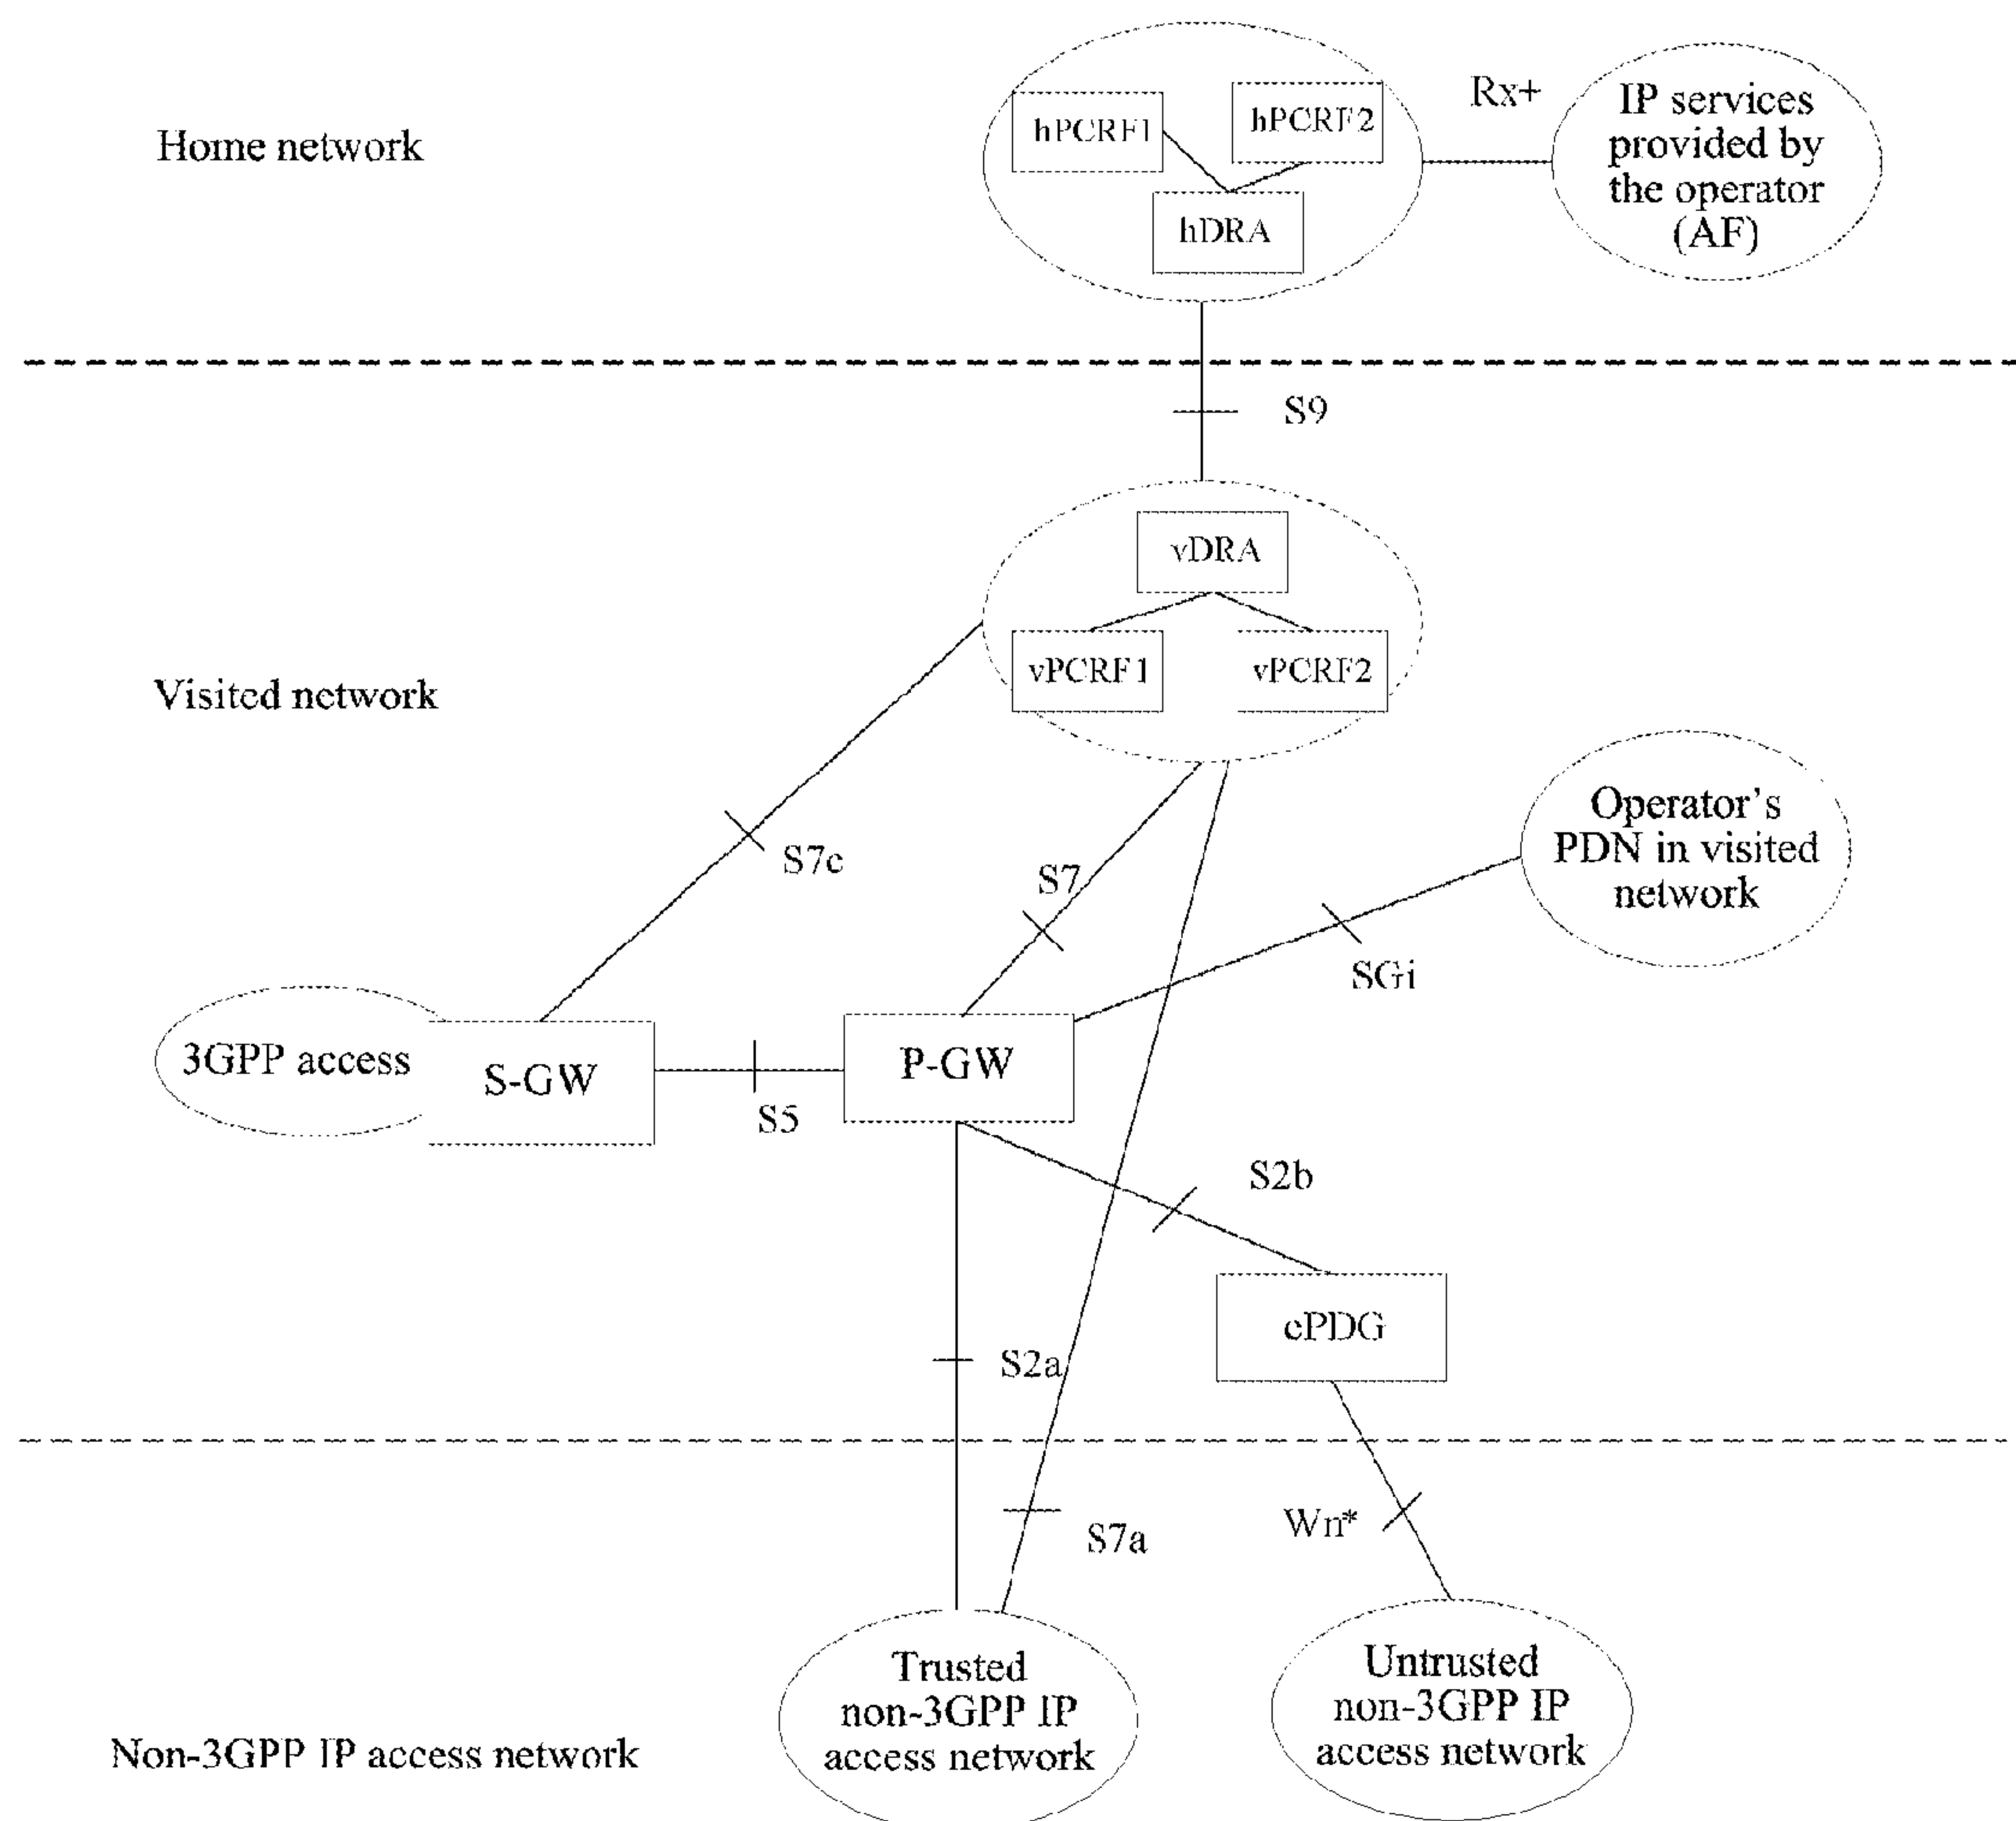 Home network
hPCRF1
hPCRF2
hDRA
Rx+
IP services
provided by
the operator
(AF)
S9
Visited network
vDRA
vPCRF1
vPCRF2
S7c
S7
Operator's
PDN in visited
network
SGi
3GPP access
S-GW
P-GW
S5
S2b
ePDG
S2a
Wn*
S7a
Non-3GPP IP access network
Trusted
non-3GPP IP
access network
Untrusted
non-3GPP IP
access network